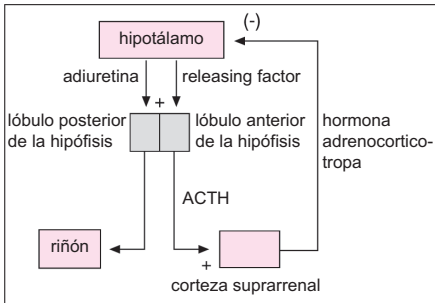 hipotálamo
(-)
adiuretina
releasing factor
+
lóbulo posterior
de la hipófisis
lóbulo anterior
de la hipófisis
hormona
adrenocortico-
tropa
ACTH
riñón
+
corteza suprarrenal